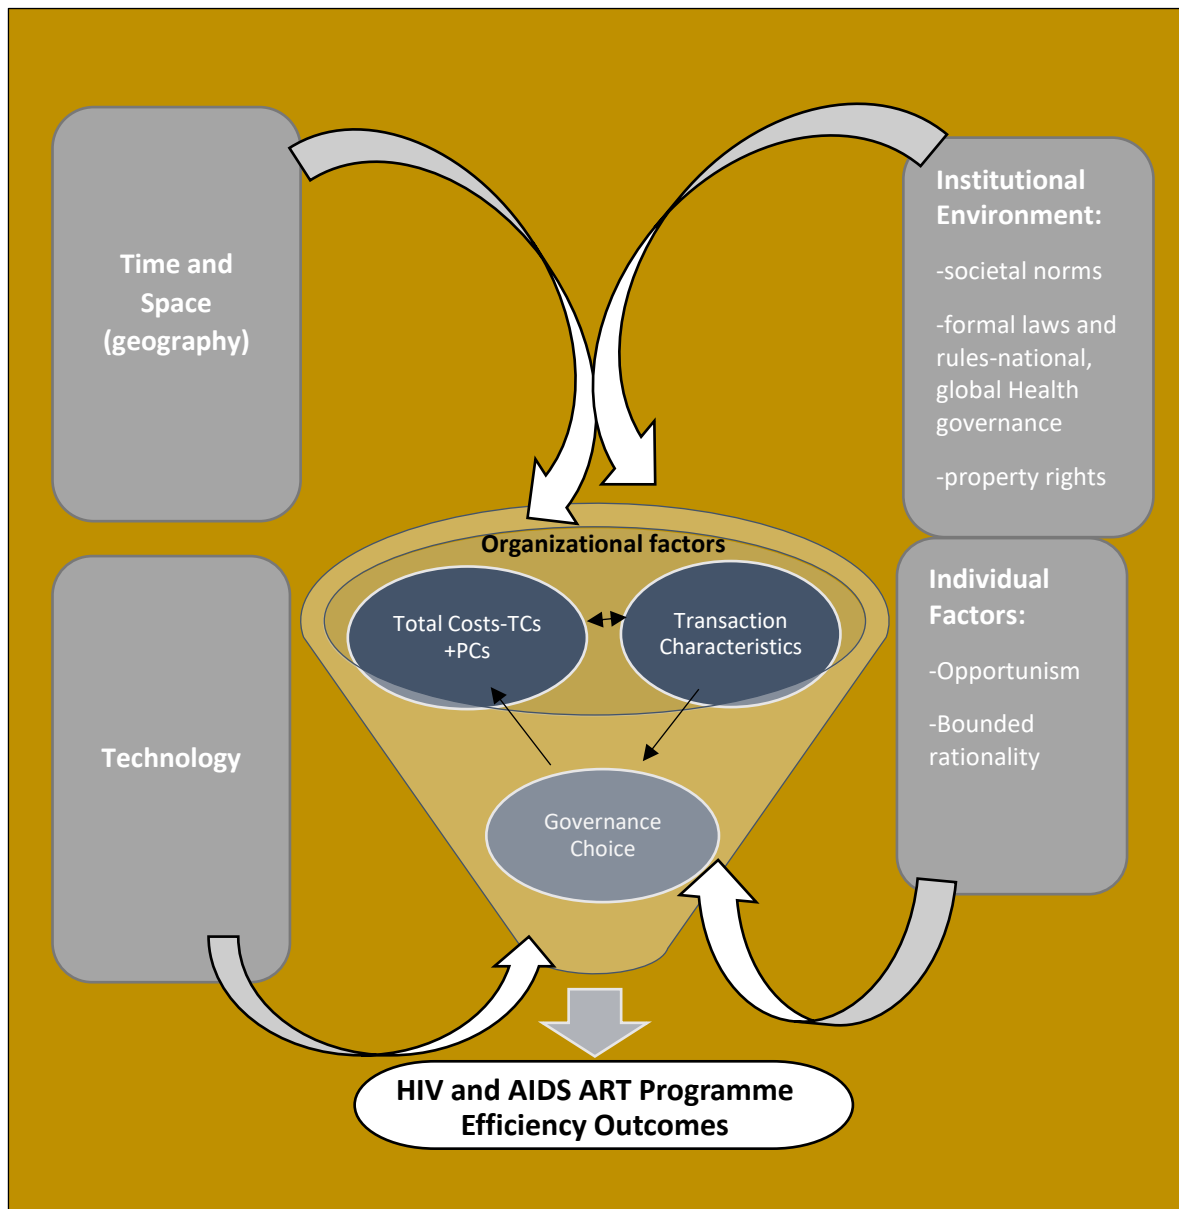 Time and
Space
(geography)
Institutional
Environment:
-societal norms
-formal laws and
rules-national,
global Health
governance
-property rights
Organizational factors
Total Costs-TCs
+PCs
Transaction
Characteristics
Governance
Choice
Technology
Individual
Factors:
-Opportunism
-Bounded
rationality
HIV and AIDS ART Programme
Efficiency Outcomes